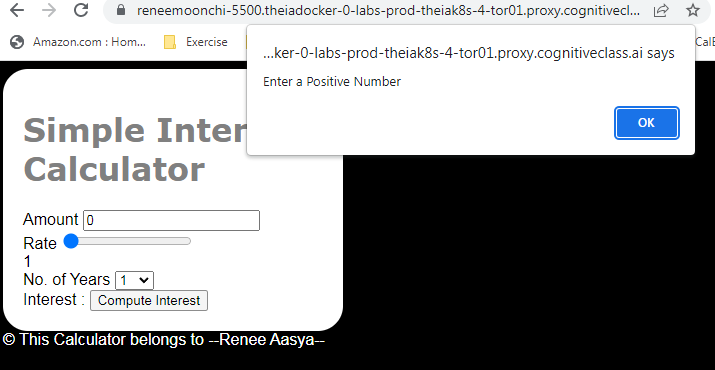 reneemoonchi-5500.theiadocker-0-labs-prod-theiak8s-4-tor01.proxy.cognitivecl...
Amazon.com : Hom...
Exercise
...ker-0-labs-prod-theiak8s-4-tor01.proxy.cognitiveclass.ai says
Enter a Positive Number
OK
CalE
Simple Inter
Calculator
Amount 0
Rate
1
No. of Years 1
Interest : Compute Interest
© This Calculator belongs to --Renee Aasya--